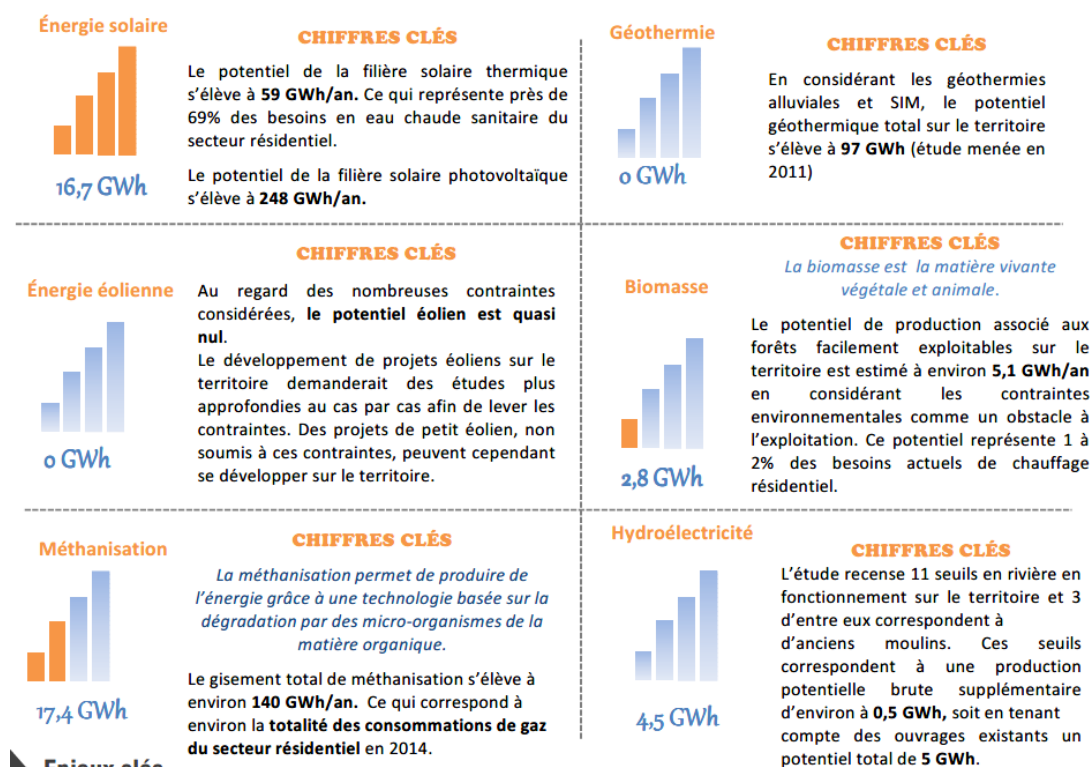 Énergie solaire
16,7 GWh
CHIFFRES CLÉS
Le potentiel de la filière solaire thermique
s'élève à 59 GWh/an. Ce qui représente près de
69% des besoins en eau chaude sanitaire du
secteur résidentiel.
Le potentiel de la filière solaire photovoltaïque
s'élève à 248 GWh/an.
Géothermie
0 GWh
CHIFFRES CLÉS
En considérant les géothermies
alluviales et SIM, le potentiel
géothermique total sur le territoire
s'élève à 97 GWh (étude menée en
2011)
Énergie éolienne
0 GWh
CHIFFRES CLÉS
Au regard des nombreuses contraintes
considérées, le potentiel éolien est quasi
nul.
Le développement de projets éoliens sur le
territoire demanderait des études plus
approfondies au cas par cas afin de lever les
contraintes. Des projets de petit éolien, non
soumis à ces contraintes, peuvent cependant
se développer sur le territoire.
Biomasse
2,8 GWh
CHIFFRES CLÉS
La biomasse est la matière vivante
végétale et animale.
Le potentiel de production associé aux
forêts facilement exploitables sur le
territoire est estimé à environ 5,1 GWh/an
en considérant les contraintes
environnementales comme un obstacle à
l'exploitation. Ce potentiel représente 1 à
2% des besoins actuels de chauffage
résidentiel.
Méthanisation
17,4 GWh
CHIFFRES CLÉS
La méthanisation permet de produire de
l'énergie grâce à une technologie basée sur la
dégradation par des micro-organismes de la
matière organique.
Le gisement total de méthanisation s'élève à
environ 140 GWh/an. Ce qui correspond à
environ la totalité des consommations de gaz
du secteur résidentiel en 2014.
Hydroélectricité
4,5 GWh
CHIFFRES CLÉS
L'étude recense 11 seuils en rivière en
fonctionnement sur le territoire et 3
d'entre eux correspondent à
d'anciens moulins. Ces seuils
correspondent à une production
potentielle brute supplémentaire
d'environ à 0,5 GWh, soit en tenant
compte des ouvrages existants un
potentiel total de 5 GWh.